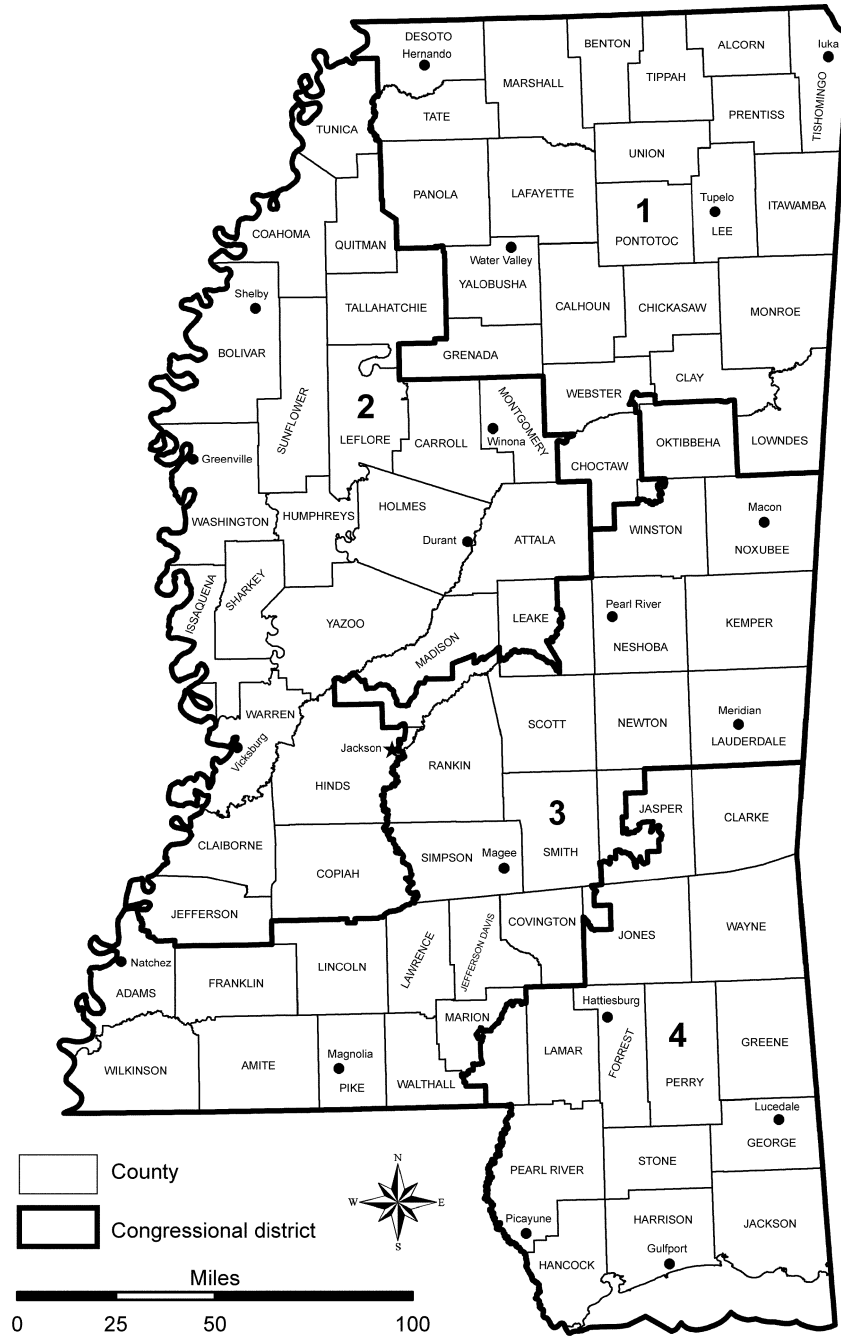 DESOTO
Hernando
BENTON
ALCORN
Iuka
MARSHALL
TIPPAH
TISHOMINGO
TATE
PRENTISS
TUNICA
UNION
PANOLA
LAFAYETTE
1
Tupelo
LEE
ITAWAMBA
COAHOMA
QUITMAN
PONTOTOC
Water Valley
YALOBUSHA
Shelby
TALLAHATCHIE
CALHOUN
CHICKASAW
MONROE
BOLIVAR
GRENADA
SUNFLOWER
2
LEFLORE
WEBSTER
CLAY
MONTGOMERY
CARROLL
Winona
OKTIBBEHA
LOWNDES
Greenville
CHOCTAW
HOLMES
WASHINGTON
HUMPHREYS
Macon
WINSTON
NOXUBEE
Durant
ATTALA
ISSAQUENA
SHARKEY
LEAKE
Pearl River
NESHOBA
KEMPER
YAZOO
MADISON
WARREN
Vicksburg
SCOTT
NEWTON
Meridian
LAUDERDALE
Jackson
RANKIN
HINDS
3
SMITH
JASPER
CLARKE
CLAIBORNE
COPIAH
SIMPSON
Magee
JEFFERSON
COVINGTON
JONES
WAYNE
LAWRENCE
JEFFERSON DAVIS
Natchez
ADAMS
FRANKLIN
LINCOLN
MARION
Hattiesburg
LAMAR
FORREST
4
PERRY
GREENE
WILKINSON
AMITE
Magnolia
PIKE
WALTHALL
Lucedale
GEORGE
PEARL RIVER
STONE
Picayune
HARRISON
Gulfport
JACKSON
HANCOCK
County
Congressional district
N
W
E
S
Miles
0
25
50
100